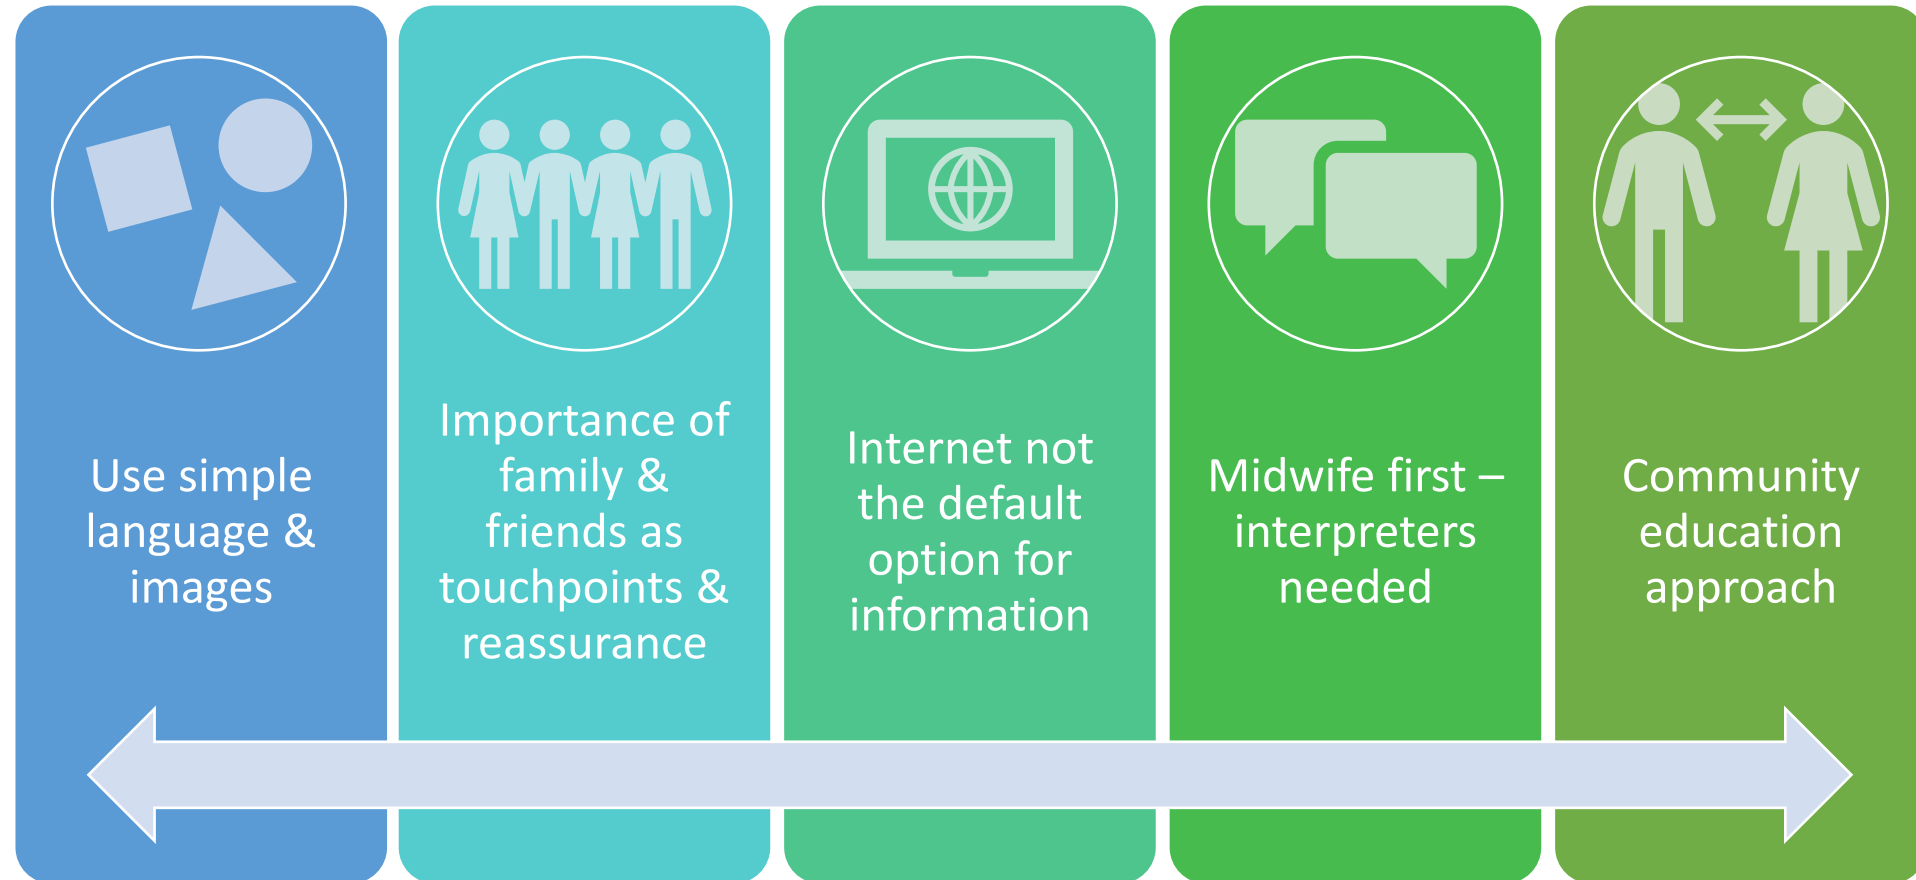 Use simple
language &
images
Importance of
family &
friends as
touchpoints &
reassurance
Internet not
the default
option for
information
Midwife first –
interpreters
needed
Community
education
approach